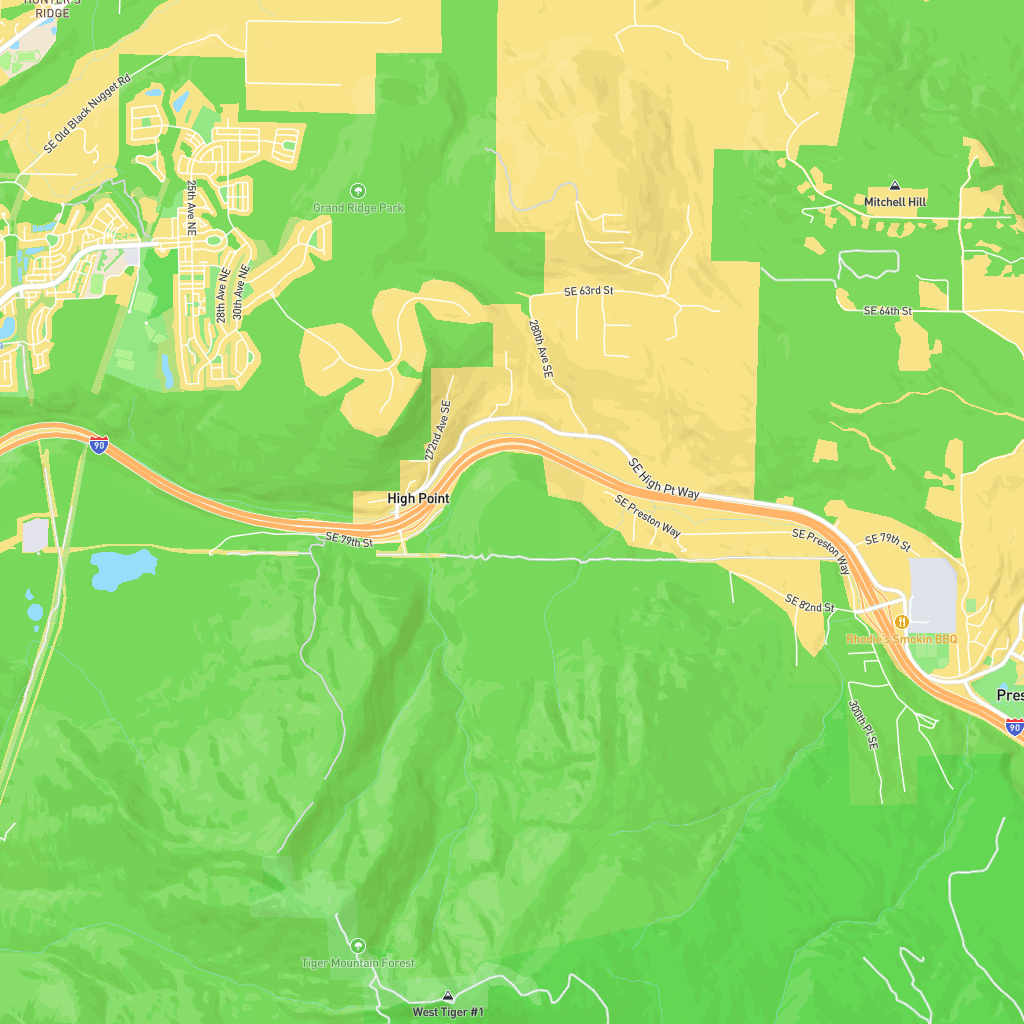 RIDGE
SE Old Black Nugget Rd
25th Ave NE
Grand Ridge Park
Mitchell Hill
28th Ave NE
30th Ave NE
SE 63rd St
SE 64th St
280th Ave SE
272nd Ave SE
90
SE High Pt Way
High Point
SE Preston Way
SE 79th St
SE Preston Way
SE 79th St
SE 82nd St
Rhodie's Smokin BBQ
Pres
300th Pl SE
90
Tiger Mountain Forest
West Tiger #1